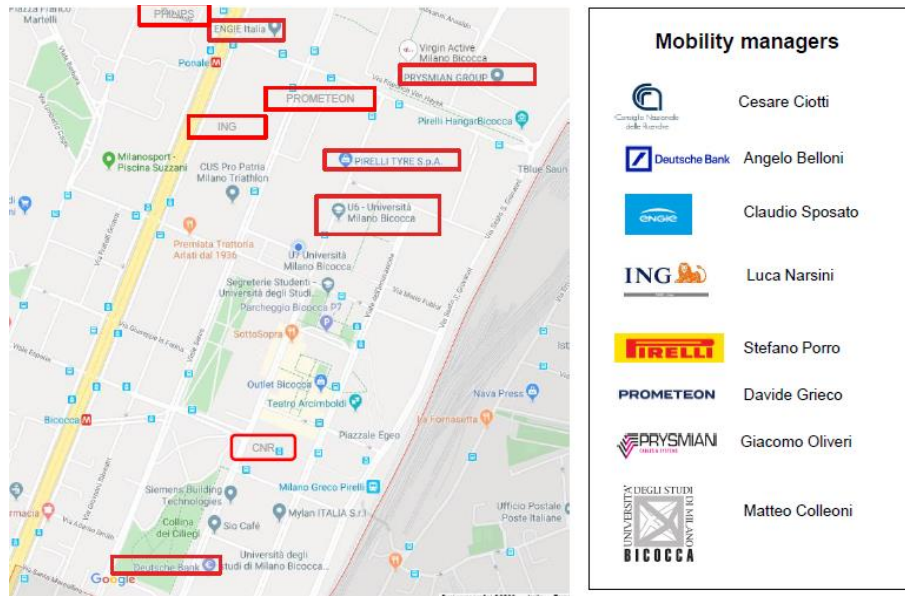 Piazza Franco
Martelli
PHILIPS
ENGIE Italia
Ponale M
Virgin Active
Milano Bicocca
PRYSMIAN GROUP
PROMETEON
ING
Pirelli HangarBicocca
Milanosport -
Piscina Suzzani
CUS Pro Patria
Milano Triathlon
PIRELLI TYRE S.p.A.
TBlue Sau
U6 - Università
Milano Bicocca
Premiata Trattoria
Arlati dal 1936
U7 Università
Milano Bicocca
Segreterie Studenti -
Università degli Studi...
Parcheggio Bicocca P7
SottoSopra
Outlet Bicocca
Teatro Arcimboldi
Nava Press
La Fornasetta
Bicocca M
Piazzale Egeo
CNR
Siemens Building
Technologies
Milano Greco Pirelli
Mylan ITALIA S.r.l.
Ufficio Postale
Poste Italiane
Collina
dei Ciliegi
Sio Café
Università degli
studi di Milano Bicocca...
Deutsche Bank
Google
Mobility managers
Consiglio Nazionale
delle Ricerche
Cesare Ciotti
Deutsche Bank Angelo Belloni
ENGIE Claudio Sposato
ING Luca Narsini
PIRELLI Stefano Porro
PROMETEON Davide Grieco
PRYSMIAN Giacomo Oliveri
UNIVERSITÀ DEGLI STUDI DI MILANO
BICOCCA
Matteo Colleoni